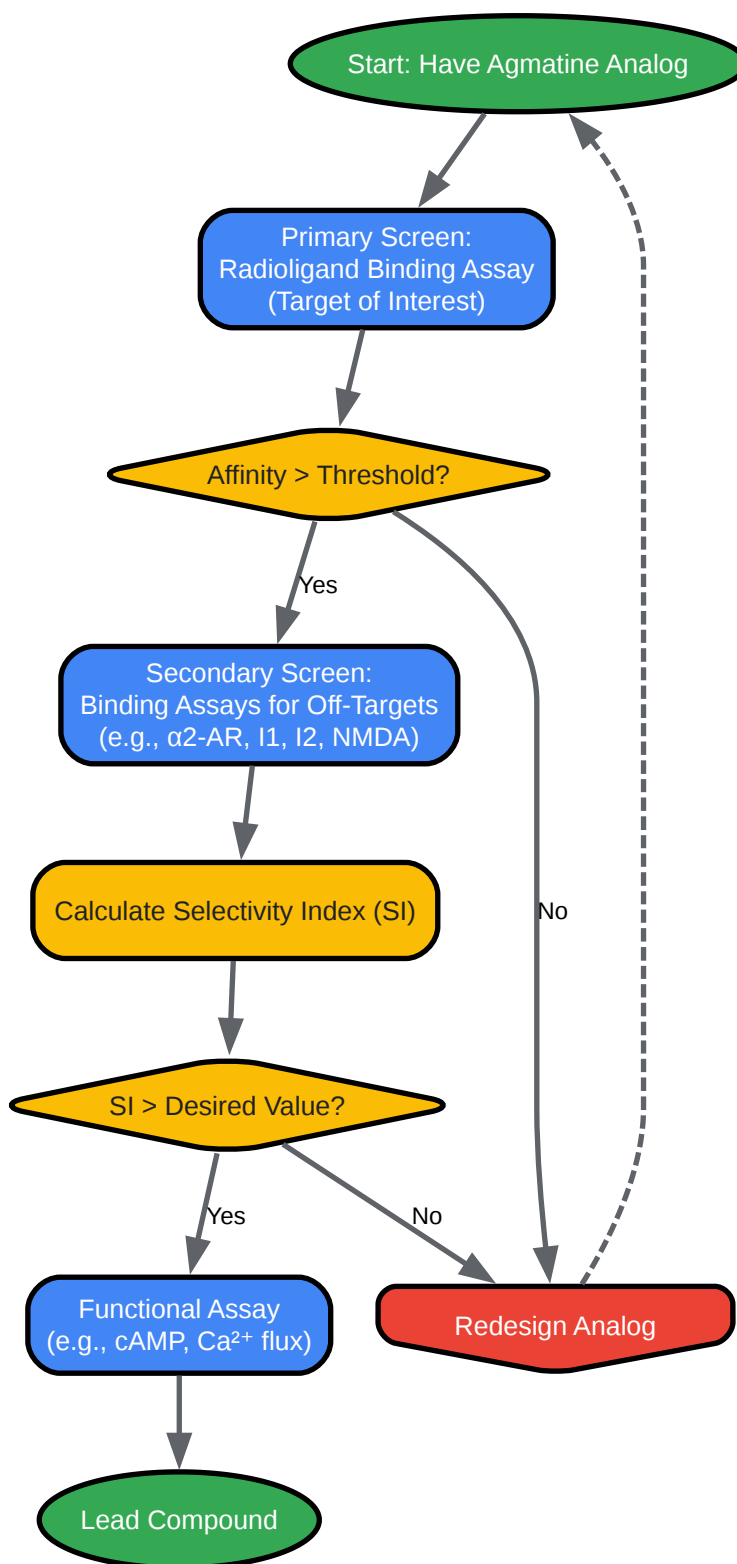 Start: Have Agmatine Analog
Primary Screen:
Radioligand Binding Assay
(Target of Interest)
Affinity > Threshold?
Yes
Secondary Screen:
Binding Assays for Off-Targets
(e.g., α2-AR, I1, I2, NMDA)
Calculate Selectivity Index (SI)
No
SI > Desired Value?
Yes
No
Functional Assay
(e.g., cAMP, Ca²⁺ flux)
Redesign Analog
Lead Compound